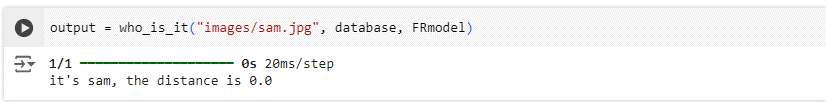 output = who_is_it("images/sam.jpg", database, FRmodel)
1/1 ━━━━━━━━━━━━━━━━━━━━ 0s 20ms/step
it's sam, the distance is 0.0